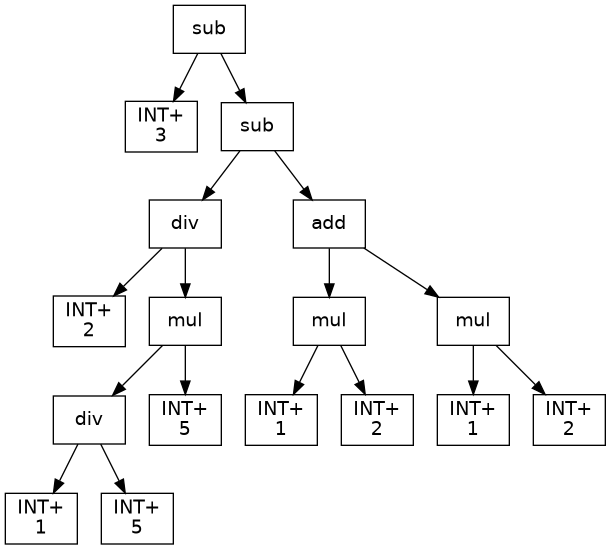 sub
INT+
3
sub
div
add
INT+
2
mul
mul
mul
div
INT+
5
INT+
1
INT+
2
INT+
1
INT+
2
INT+
1
INT+
5